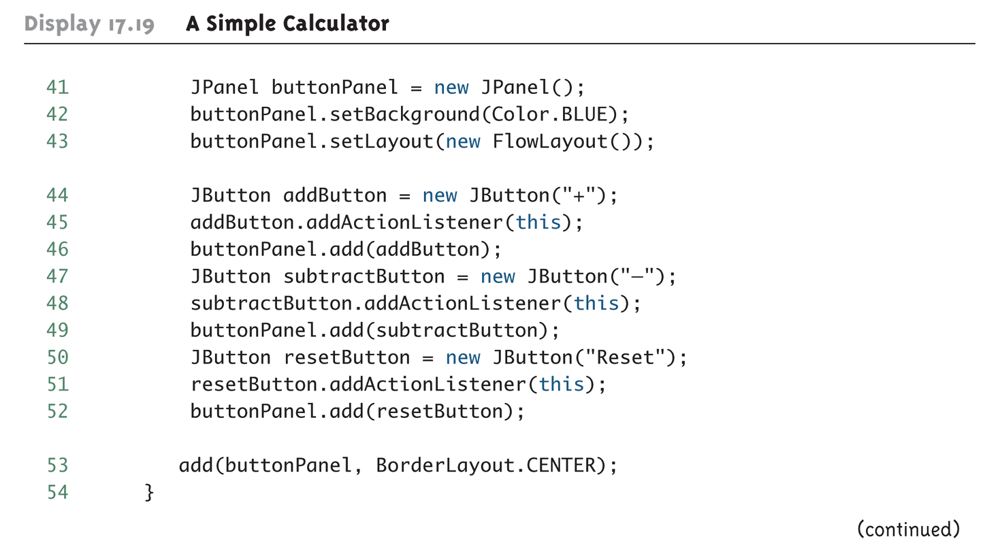 Display 17.19 A Simple Calculator
41 JPanel buttonPanel = new JPanel();
42 buttonPanel.setBackground(Color.BLUE);
43 buttonPanel.setLayout(new FlowLayout());
44 JButton addButton = new JButton("+");
45 addButton.addActionListener(this);
46 buttonPanel.add(addButton);
47 JButton subtractButton = new JButton("–");
48 subtractButton.addActionListener(this);
49 buttonPanel.add(subtractButton);
50 JButton resetButton = new JButton("Reset");
51 resetButton.addActionListener(this);
52 buttonPanel.add(resetButton);
53 add(buttonPanel, BorderLayout.CENTER);
54 }
(continued)